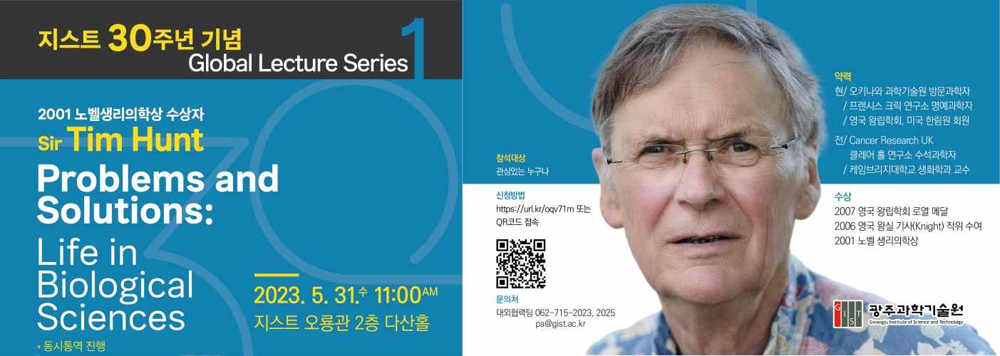 지스트 30주년 기념
Global Lecture Series 1
2001 노벨생리의학상 수상자
Sir Tim Hunt
Problems and
Solutions:
Life in
Biological
Sciences
* 동시통역 진행
2023. 5. 31.수 11:00AM
지스트 오룡관 2층 다산홀
참석대상
관심있는 누구나
신청방법
https://url.kr/oqv71m 또는
QR코드 접속
문의처
대외협력팀 062-715-2023, 2025
pa@gist.ac.kr
약력
현/ 오키나와 과학기술원 방문과학자
/ 프랜시스 크릭 연구소 명예과학자
/ 영국 왕립학회, 미국 한림원 회원
전/ Cancer Research UK
클레어 홀 연구소 수석과학자
/ 케임브리지대학교 생화학과 교수
수상
2007 영국 왕립학회 로열 메달
2006 영국 왕실 기사(Knight) 작위 수여
2001 노벨 생리의학상
GIST 광주과학기술원
Gwangju Institute of Science and Technology